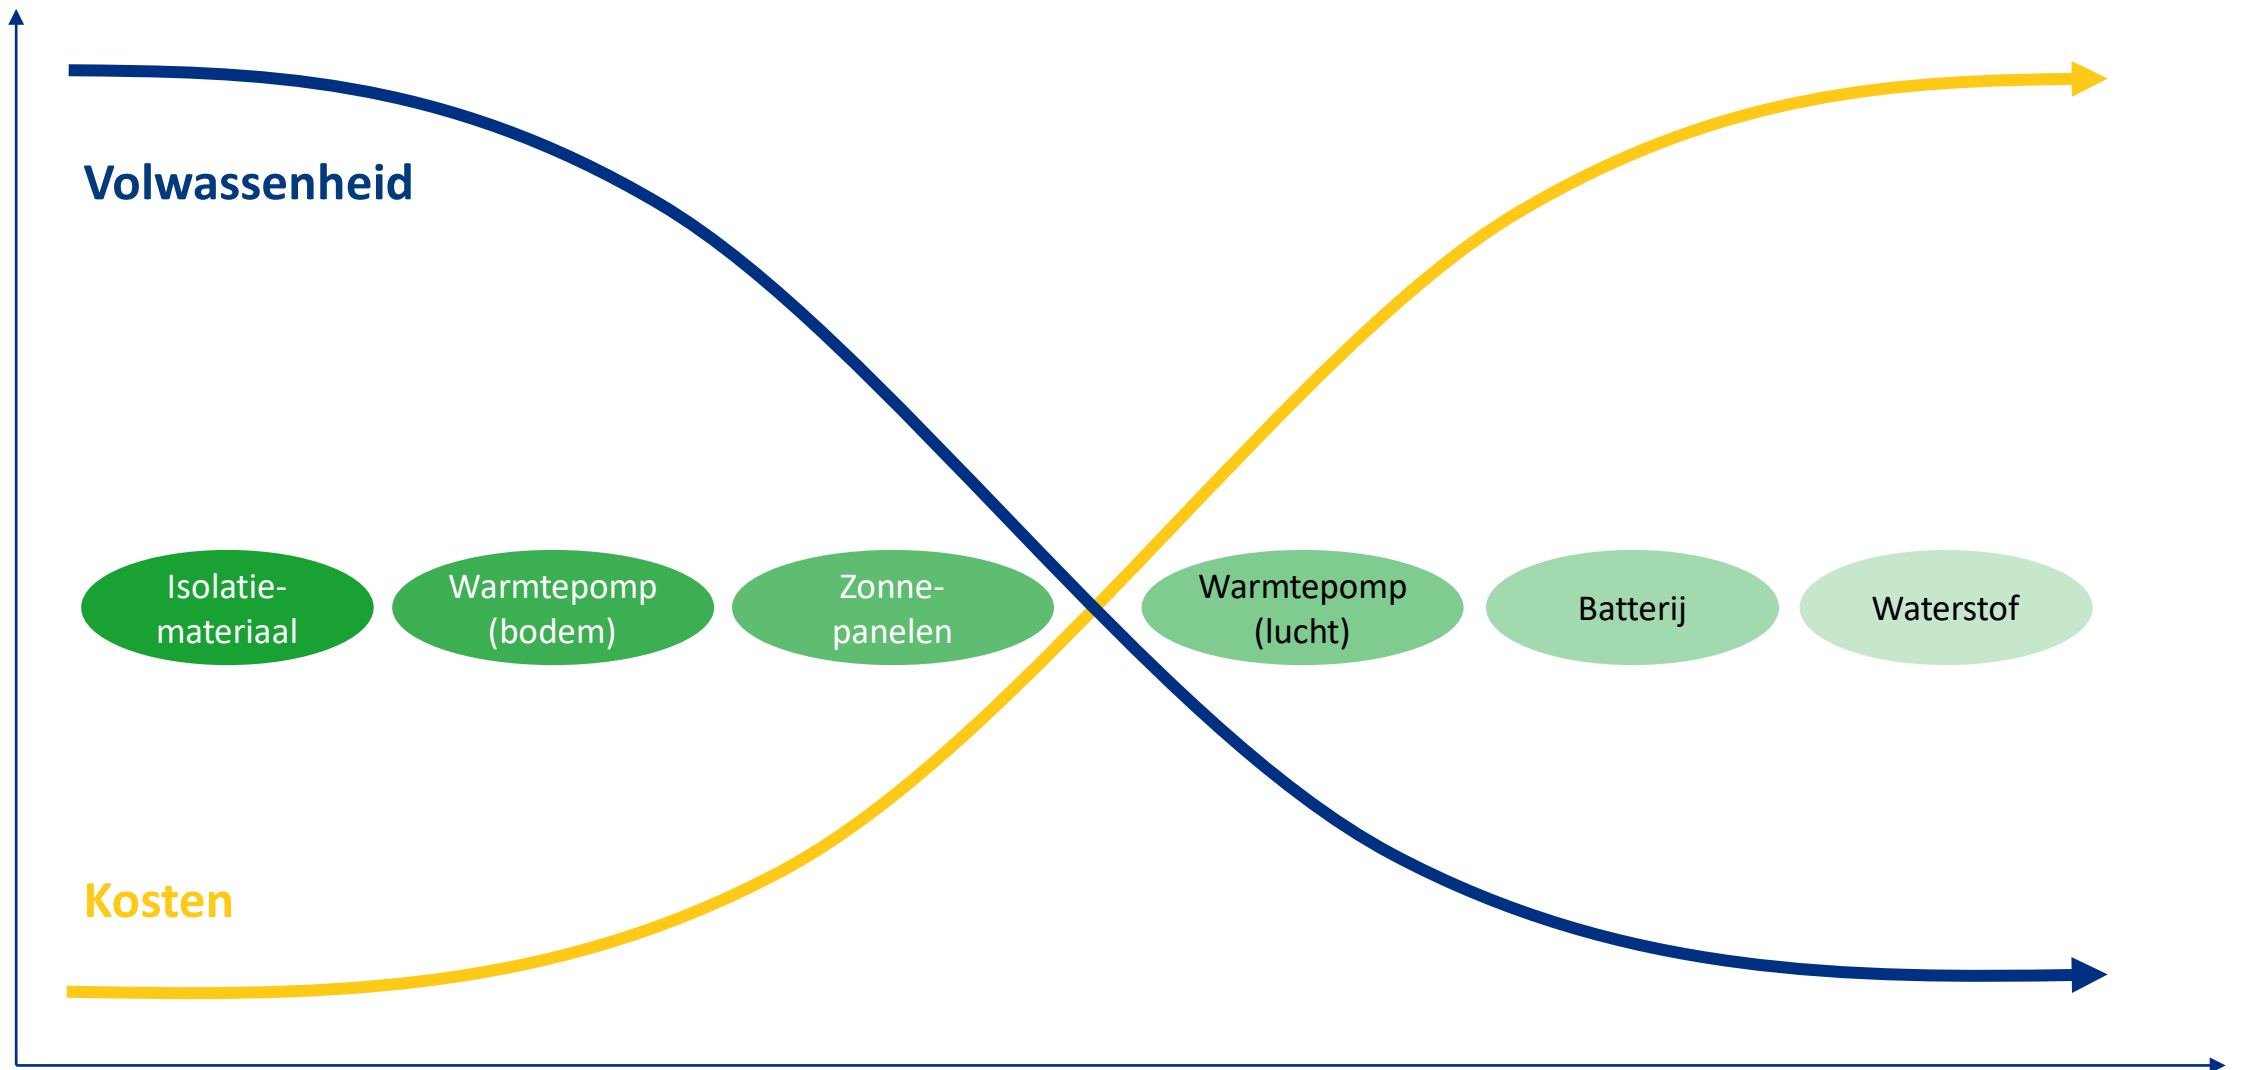 Volwassenheid
Isolatie-
materiaal
Warmtepomp
(bodem)
Zonne-
panelen
Warmtepomp
(lucht)
Batterij
Waterstof
Kosten